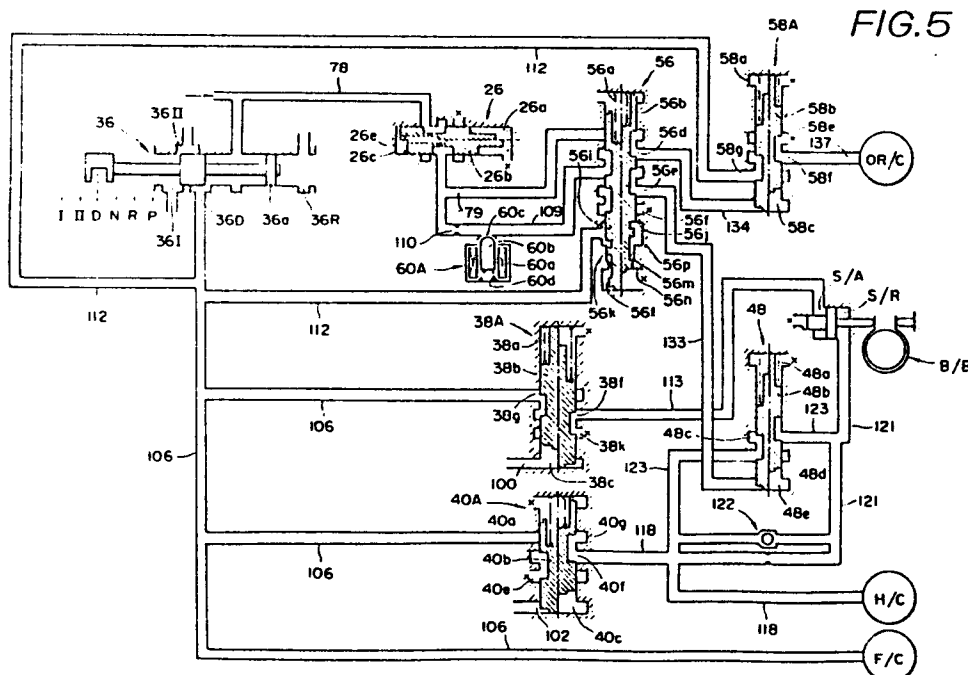 FIG.5
58A
58a
112
78
56a
56
36II
36
26
26a
56b
58b
56d
58e
137
OR/C
26e
26c
56i
58g
58f
26b
56e
I II D N R P
36I
36D
36a
36R
79
60c
109
56f
134
58c
110
60b
56j
60A
60a
56p
60d
56m
S/A
S/R
56n
112
112
56k
56l
48
38A
38a
133
B/B
48a
38b
38f
113
48b
38g
123
106
48c
121
106
38k
123
100
38c
48d
40A
122
48e
121
40a
40g
118
106
40b
40f
40e
H/C
102
40c
118
106
F/C